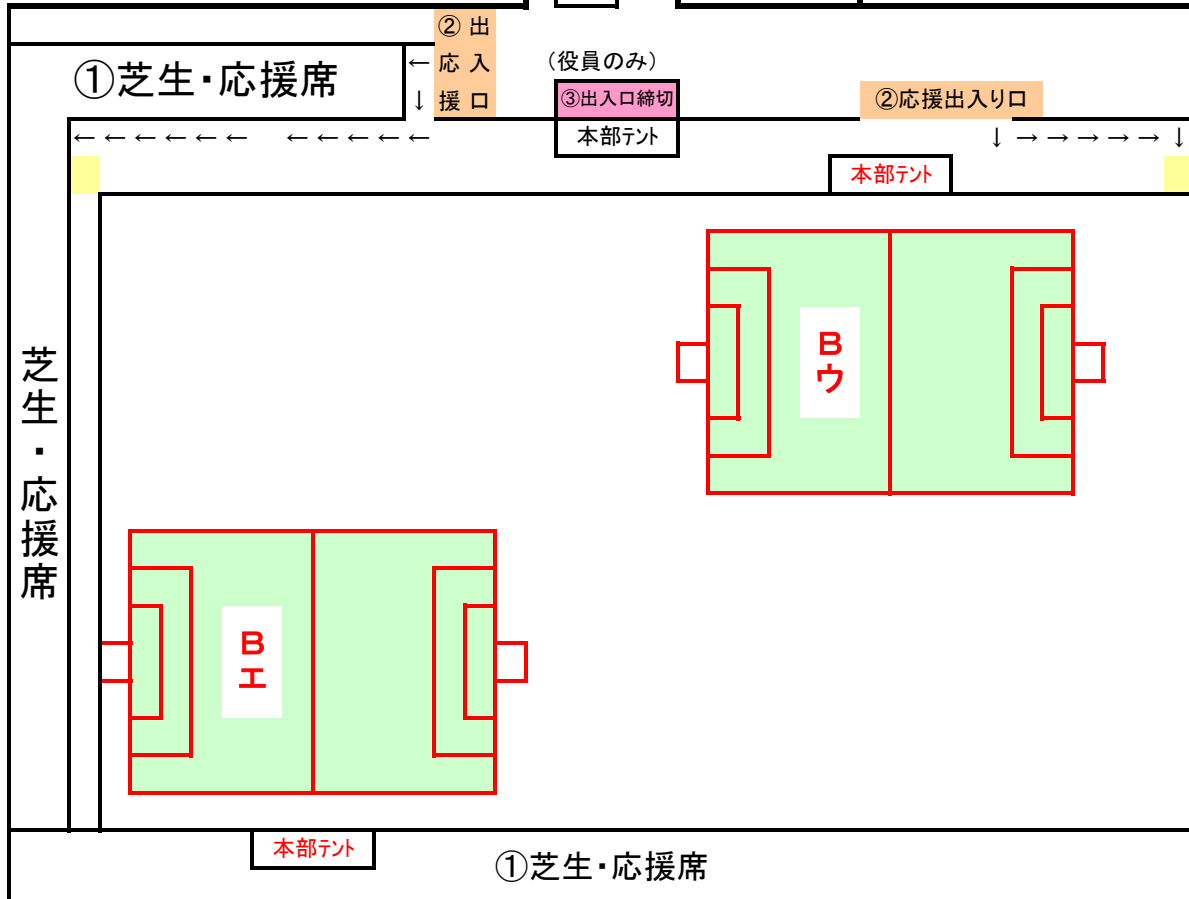 ②出
応入
援口
①芝生・応援席
←
↓
(役員のみ)
③出入口締切
本部テント
②応援出入り口
←←←←←← ←←←←←
↓→→→→→↓
本部テント
Bウ
芝生・応援席
Bエ
本部テント
①芝生・応援席